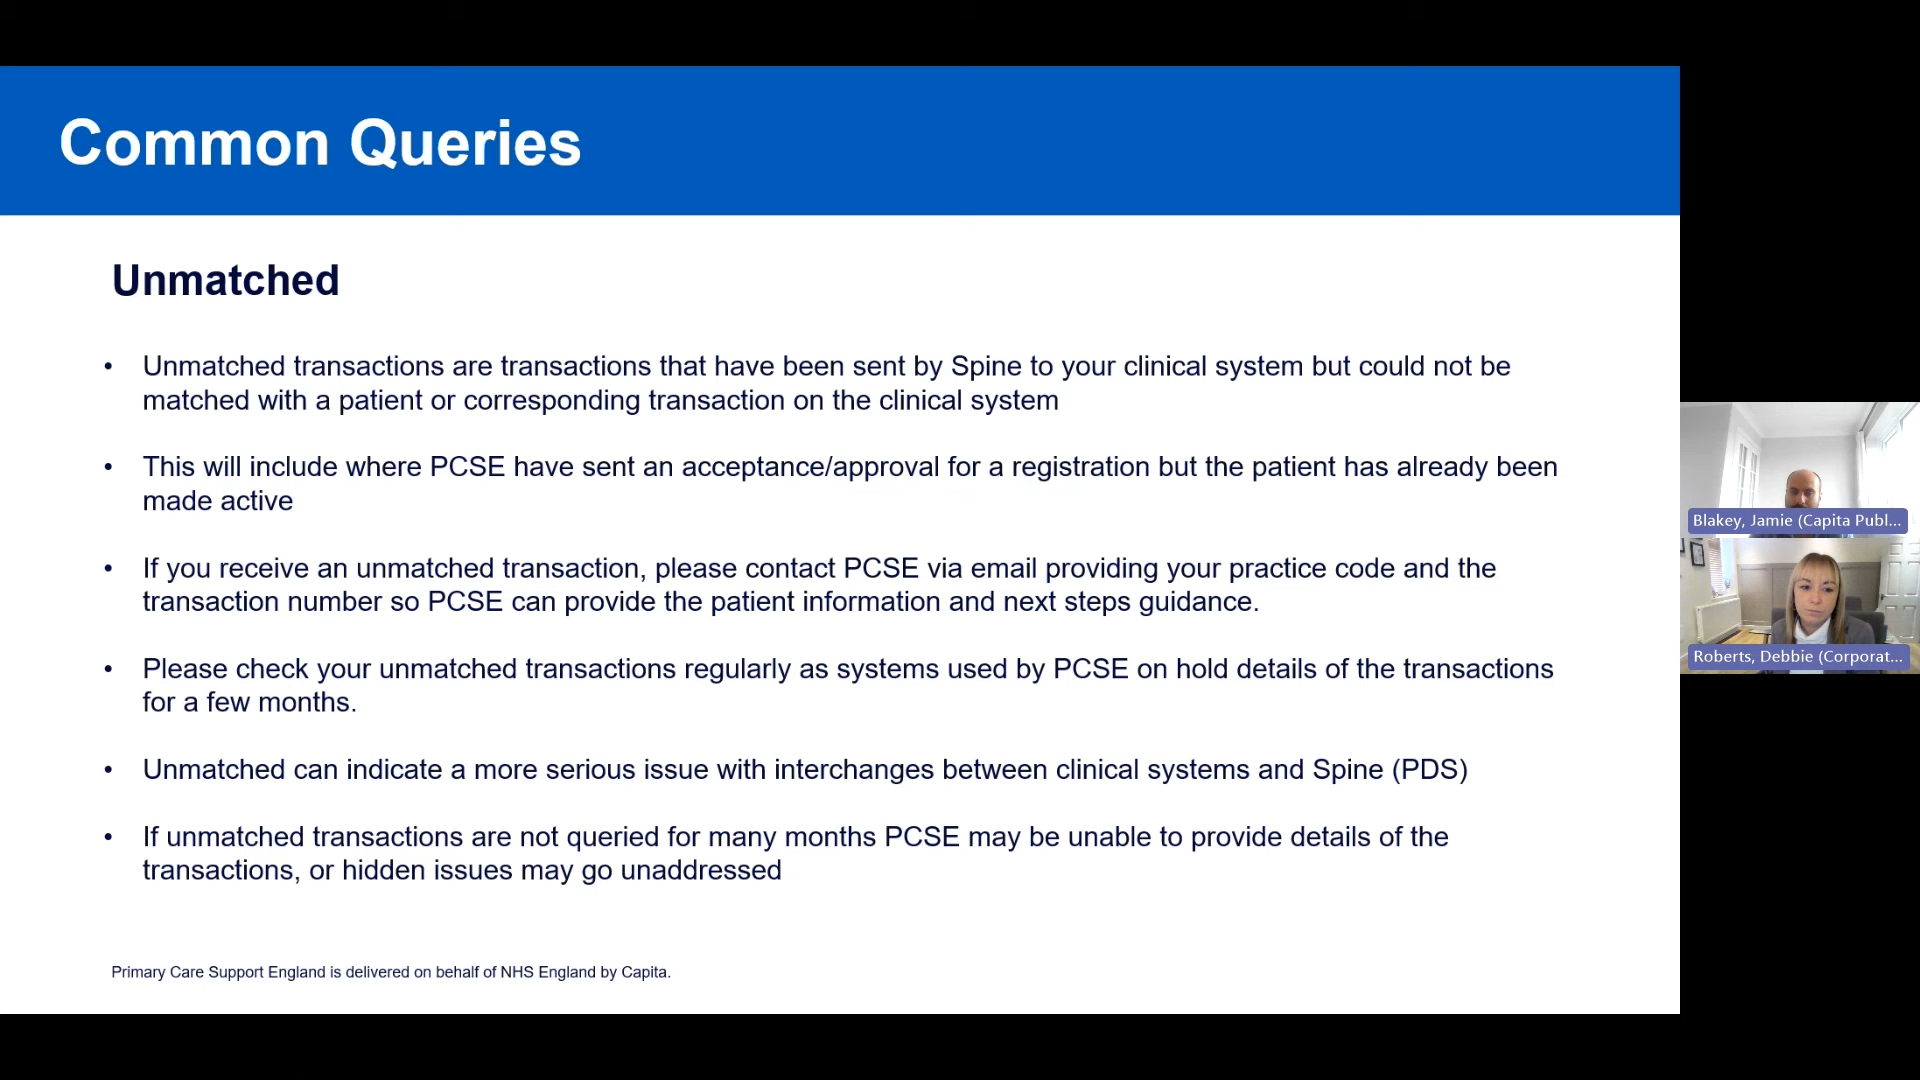 Common Queries
Unmatched
• Unmatched transactions are transactions that have been sent by Spine to your clinical system but could not be
matched with a patient or corresponding transaction on the clinical system
• This will include where PCSE have sent an acceptance/approval for a registration but the patient has already been
made active
• If you receive an unmatched transaction, please contact PCSE via email providing your practice code and the
transaction number so PCSE can provide the patient information and next steps guidance.
• Please check your unmatched transactions regularly as systems used by PCSE on hold details of the transactions
for a few months.
• Unmatched can indicate a more serious issue with interchanges between clinical systems and Spine (PDS)
• If unmatched transactions are not queried for many months PCSE may be unable to provide details of the
transactions, or hidden issues may go unaddressed
Primary Care Support England is delivered on behalf of NHS England by Capita.
Blakey, Jamie (Capita Publ...
Roberts, Debbie (Corporat...